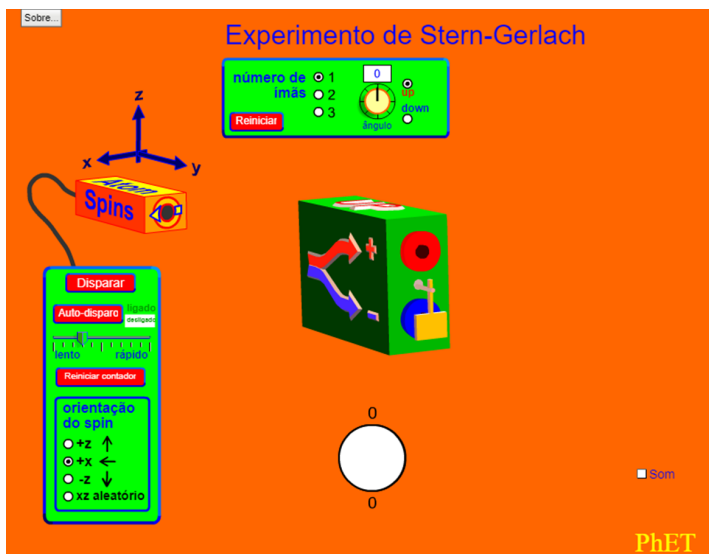 Sobre...
Experimento de Stern-Gerlach
número de
ímãs
1
2
3
0
up
down
ângulo
Reiniciar
z
x
y
Atom
Spins
+
-
Disparar
Auto-disparo
ligado
desligado
lento rápido
Reiniciar contador
orientação
do spin
+z ↑
+x ←
-z ↓
xz aleatório
0
0
Som
PhET